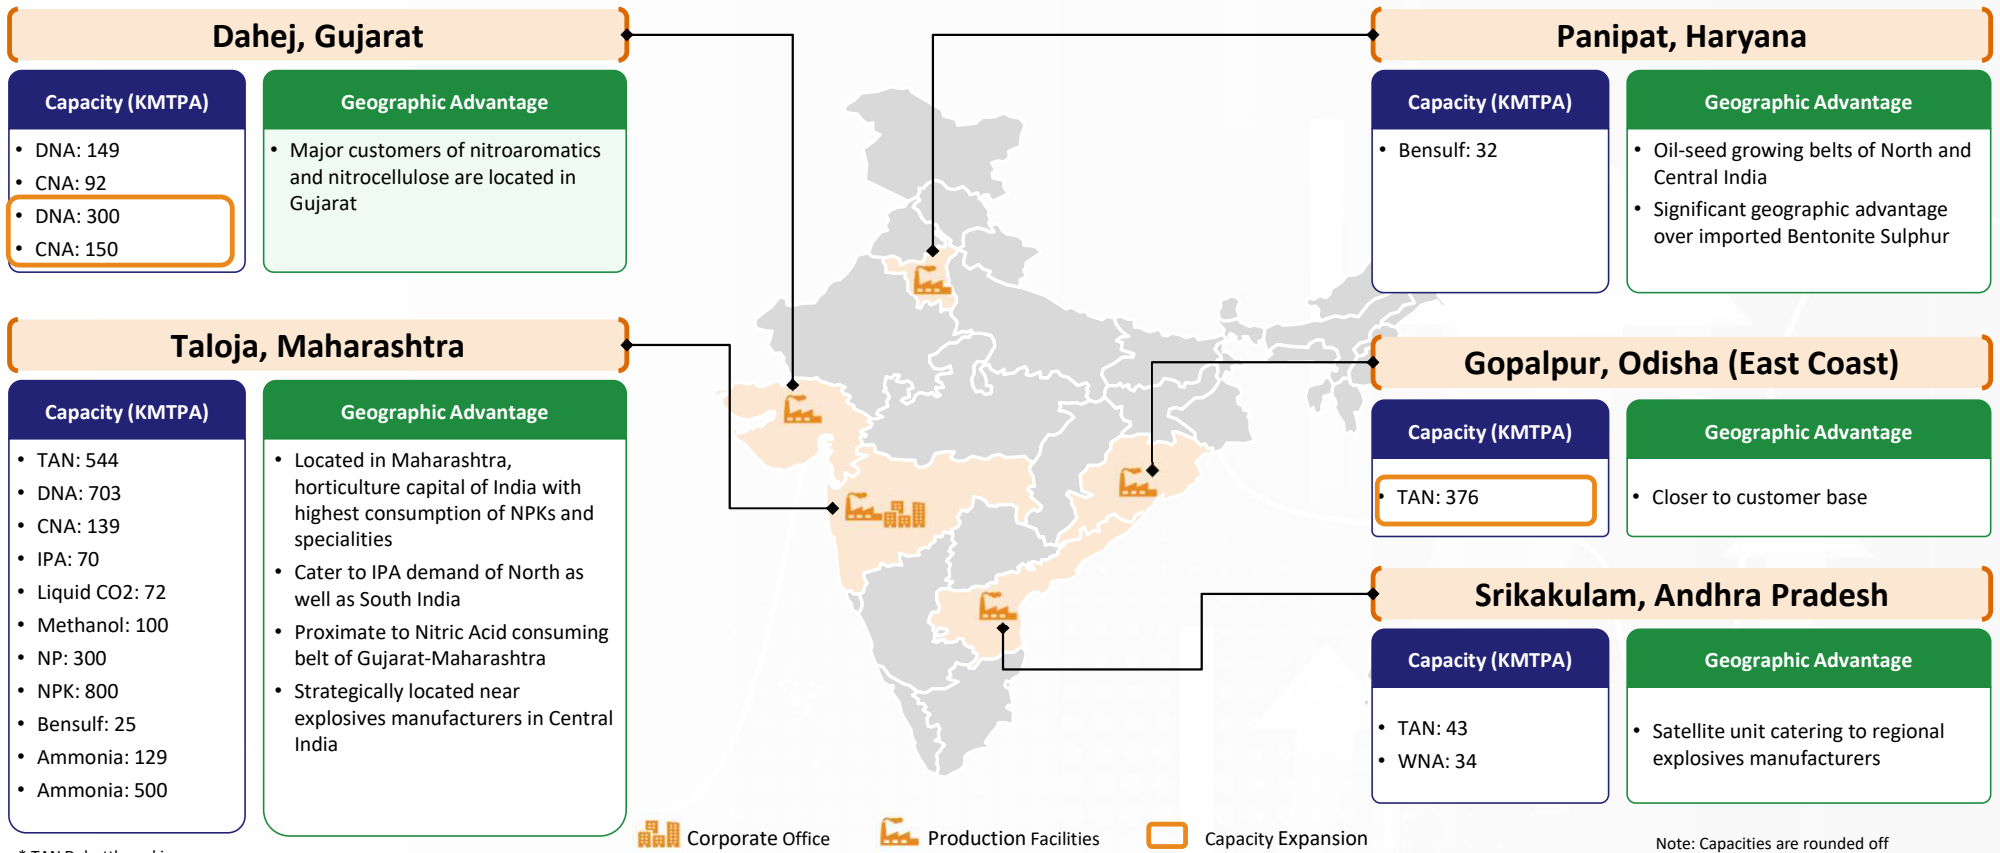 Dahej, Gujarat
Capacity (KMTPA)
• DNA: 149
• CNA: 92
• DNA: 300
• CNA: 150
Geographic Advantage
• Major customers of nitroaromatics
and nitrocellulose are located in
Gujarat
Taloja, Maharashtra
Capacity (KMTPA)
• TAN: 544
• DNA: 703
• CNA: 139
• IPA: 70
• Liquid CO2: 72
• Methanol: 100
• NP: 300
• NPK: 800
• Bensulf: 25
• Ammonia: 129
• Ammonia: 500
Geographic Advantage
• Located in Maharashtra,
horticulture capital of India with
highest consumption of NPKs and
specialities
• Cater to IPA demand of North as
well as South India
• Proximate to Nitric Acid consuming
belt of Gujarat-Maharashtra
• Strategically located near
explosives manufacturers in Central
India
Panipat, Haryana
Capacity (KMTPA)
• Bensulf: 32
Geographic Advantage
• Oil-seed growing belts of North and
Central India
• Significant geographic advantage
over imported Bentonite Sulphur
Gopalpur, Odisha (East Coast)
Capacity (KMTPA)
• TAN: 376
Geographic Advantage
• Closer to customer base
Srikakulam, Andhra Pradesh
Capacity (KMTPA)
• TAN: 43
• WNA: 34
Geographic Advantage
• Satellite unit catering to regional
explosives manufacturers
Corporate Office
Production Facilities
Capacity Expansion
Note: Capacities are rounded off
* TAN